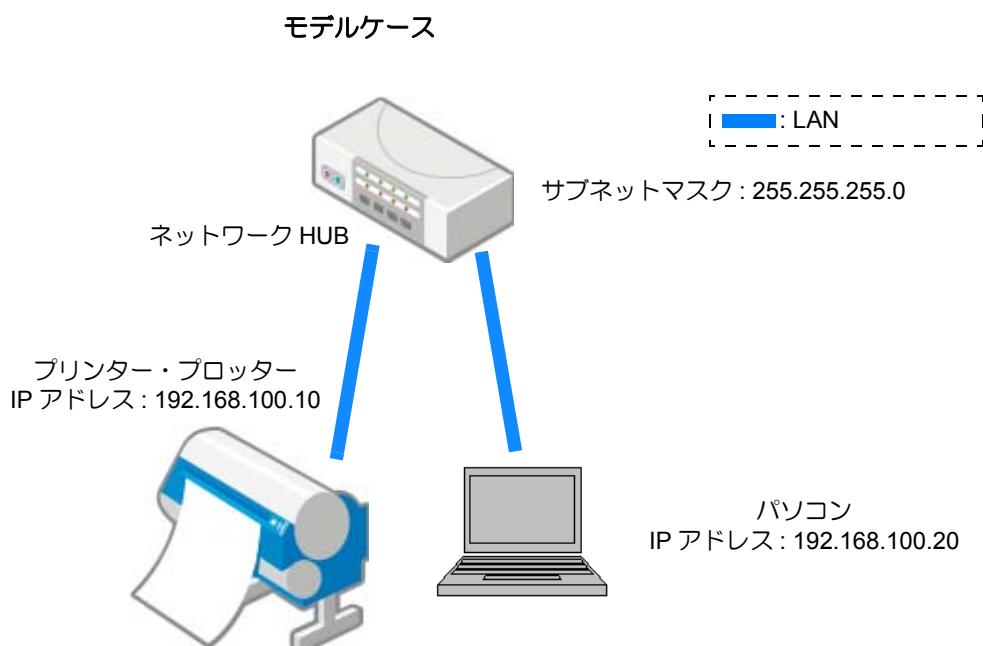 モデルケース
: LAN
サブネットマスク : 255.255.255.0
ネットワーク HUB
プリンター・プロッター
IP アドレス : 192.168.100.10
パソコン
IP アドレス : 192.168.100.20